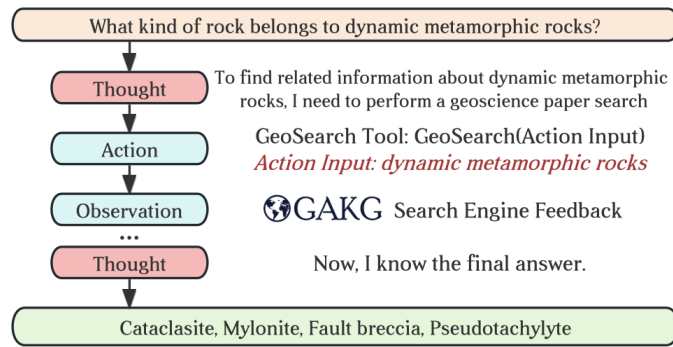 What kind of rock belongs to dynamic metamorphic rocks?
Thought
To find related information about dynamic metamorphic
rocks, I need to perform a geoscience paper search
Action
GeoSearch Tool: GeoSearch(Action Input)
Action Input: dynamic metamorphic rocks
Observation
GAKG Search Engine Feedback
...
Thought
Now, I know the final answer.
Cataclasite, Mylonite, Fault breccia, Pseudotachylyte